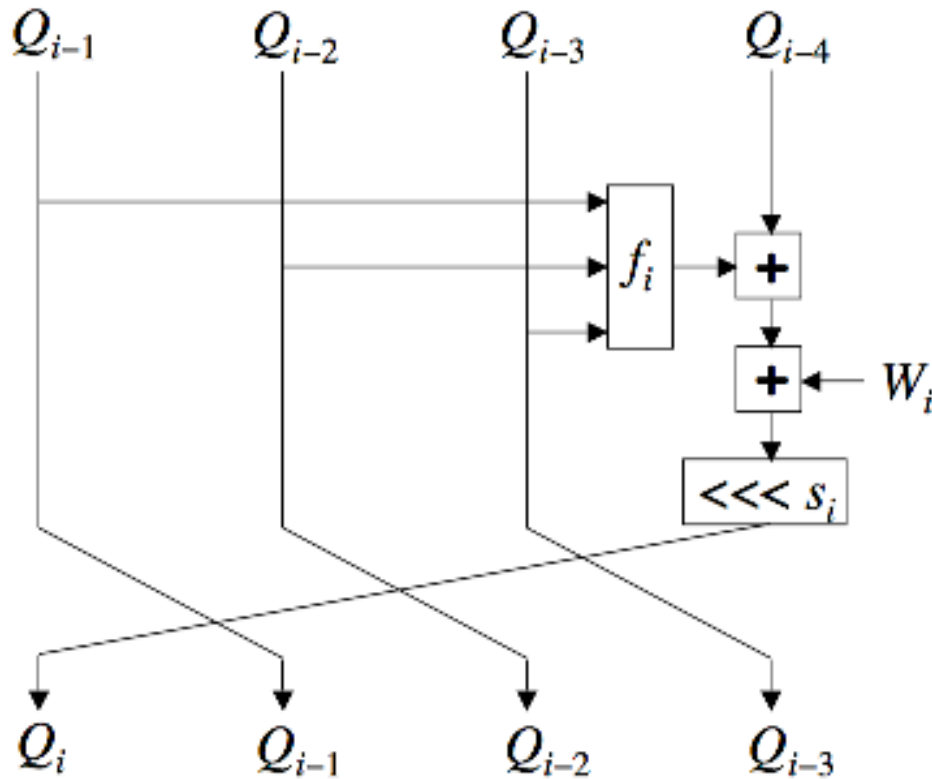 Q_{i–1} Q_{i–2} Q_{i–3} Q_{i–4}
f_i +
+ W_i
<<< s_i
Q_i Q_{i–1} Q_{i–2} Q_{i–3}